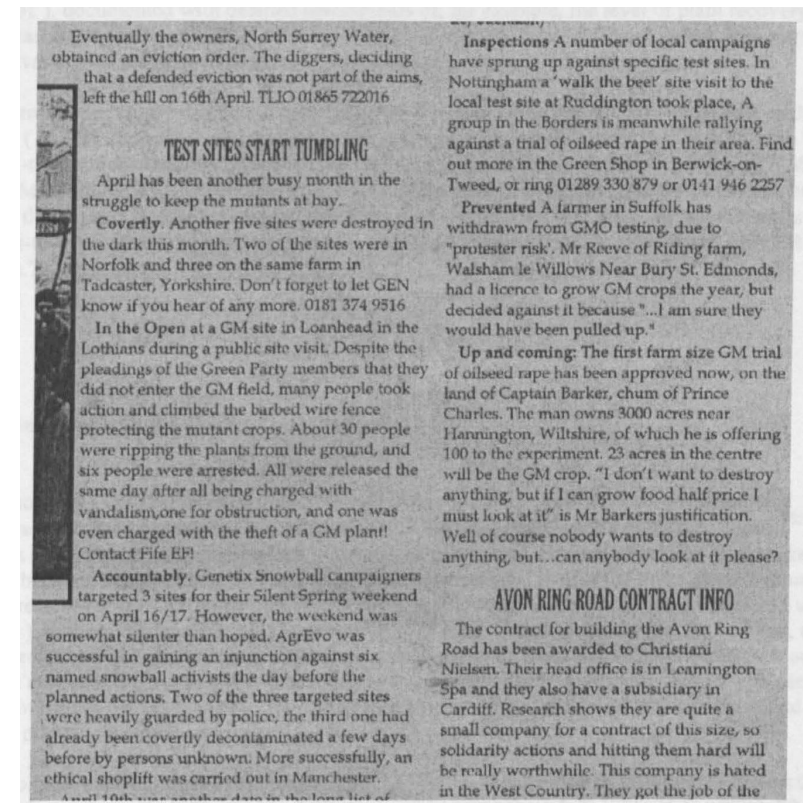 Eventually the owners, North Surrey Water,
obtained an eviction order. The diggers, deciding
that a defended eviction was not part of the aims,
left the hill on 16th April. TLIO 01865 722016
TEST SITES START TUMBLING
April has been another busy month in the
struggle to keep the mutants at bay.
Covertly. Another five sites were destroyed in
the dark this month. Two of the sites were in
Norfolk and three on the same farm in
Tadcaster, Yorkshire. Don't forget to let GEN
know if you hear of any more. 0181 374 9516
In the Open at a GM site in Loanhead in the
Lothians during a public site visit. Despite the
pleadings of the Green Party members that they
did not enter the GM field, many people took
action and climbed the barbed wire fence
protecting the mutant crops. About 30 people
were ripping the plants from the ground, and
six people were arrested. All were released the
same day after all being charged with
vandalism,one for obstruction, and one was
even charged with the theft of a GM plant!
Contact Fife EF!
Accountably. Genetix Snowball campaigners
targeted 3 sites for their Silent Spring weekend
on April 16/17. However, the weekend was
somewhat silenter than hoped. AgrEvo was
successful in gaining an injunction against six
named snowball activists the day before the
planned actions. Two of the three targeted sites
were heavily guarded by police, the third one had
already been covertly decontaminated a few days
before by persons unknown. More successfully, an
ethical shoplift was carried out in Manchester.
April 10th was another date in the long list of
Inspections A number of local campaigns
have sprung up against specific test sites. In
Nottingham a 'walk the beet' site visit to the
local test site at Ruddington took place, A
group in the Borders is meanwhile rallying
against a trial of oilseed rape in their area. Find
out more in the Green Shop in Berwick-on-
Tweed, or ring 01289 330 879 or 0141 946 2257
Prevented A farmer in Suffolk has
withdrawn from GMO testing, due to
"protester risk'. Mr Reeve of Riding farm,
Walsham le Willows Near Bury St. Edmonds,
had a licence to grow GM crops the year, but
decided against it because "...I am sure they
would have been pulled up."
Up and coming: The first farm size GM trial
of oilseed rape has been approved now, on the
land of Captain Barker, chum of Prince
Charles. The man owns 3000 acres near
Hannington, Wiltshire, of which he is offering
100 to the experiment. 23 acres in the centre
will be the GM crop. "I don't want to destroy
anything, but if I can grow food half price I
must look at it" is Mr Barkers justification.
Well of course nobody wants to destroy
anything, but...can anybody look at it please?
AVON RING ROAD CONTRACT INFO
The contract for building the Avon Ring
Road has been awarded to Christiani
Nielsen. Their head office is in Leamington
Spa and they also have a subsidiary in
Cardiff. Research shows they are quite a
small company for a contract of this size, so
solidarity actions and hitting them hard will
be really worthwhile. This company is hated
in the West Country. They got the job of the